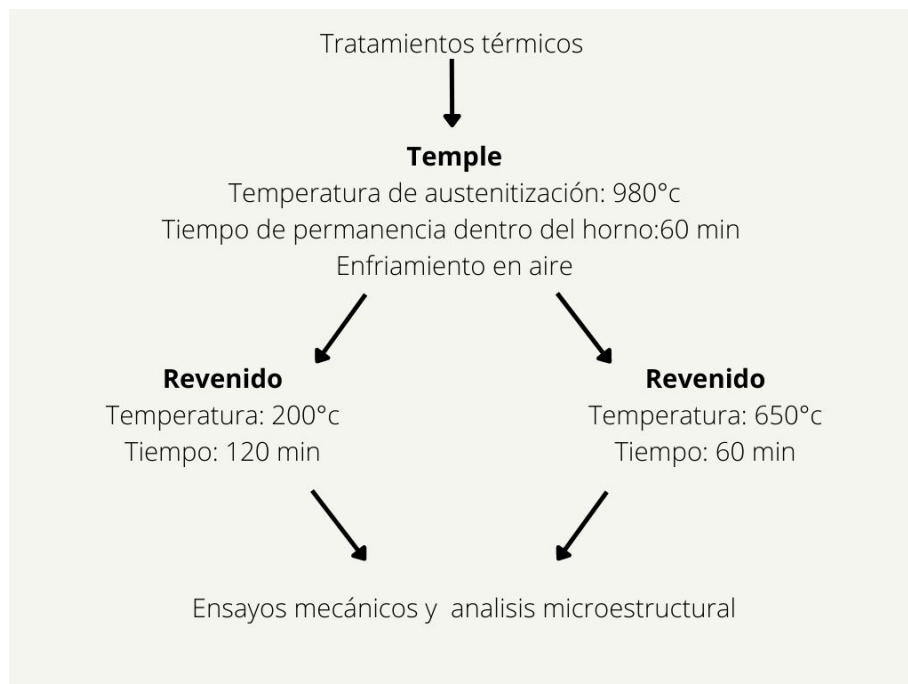 Tratamientos térmicos
Temple
Temperatura de austenitización: 980°c
Tiempo de permanencia dentro del horno:60 min
Enfriamiento en aire
Revenido
Temperatura: 200°c
Tiempo: 120 min
Revenido
Temperatura: 650°c
Tiempo: 60 min
Ensayos mecánicos y  analisis microestructural